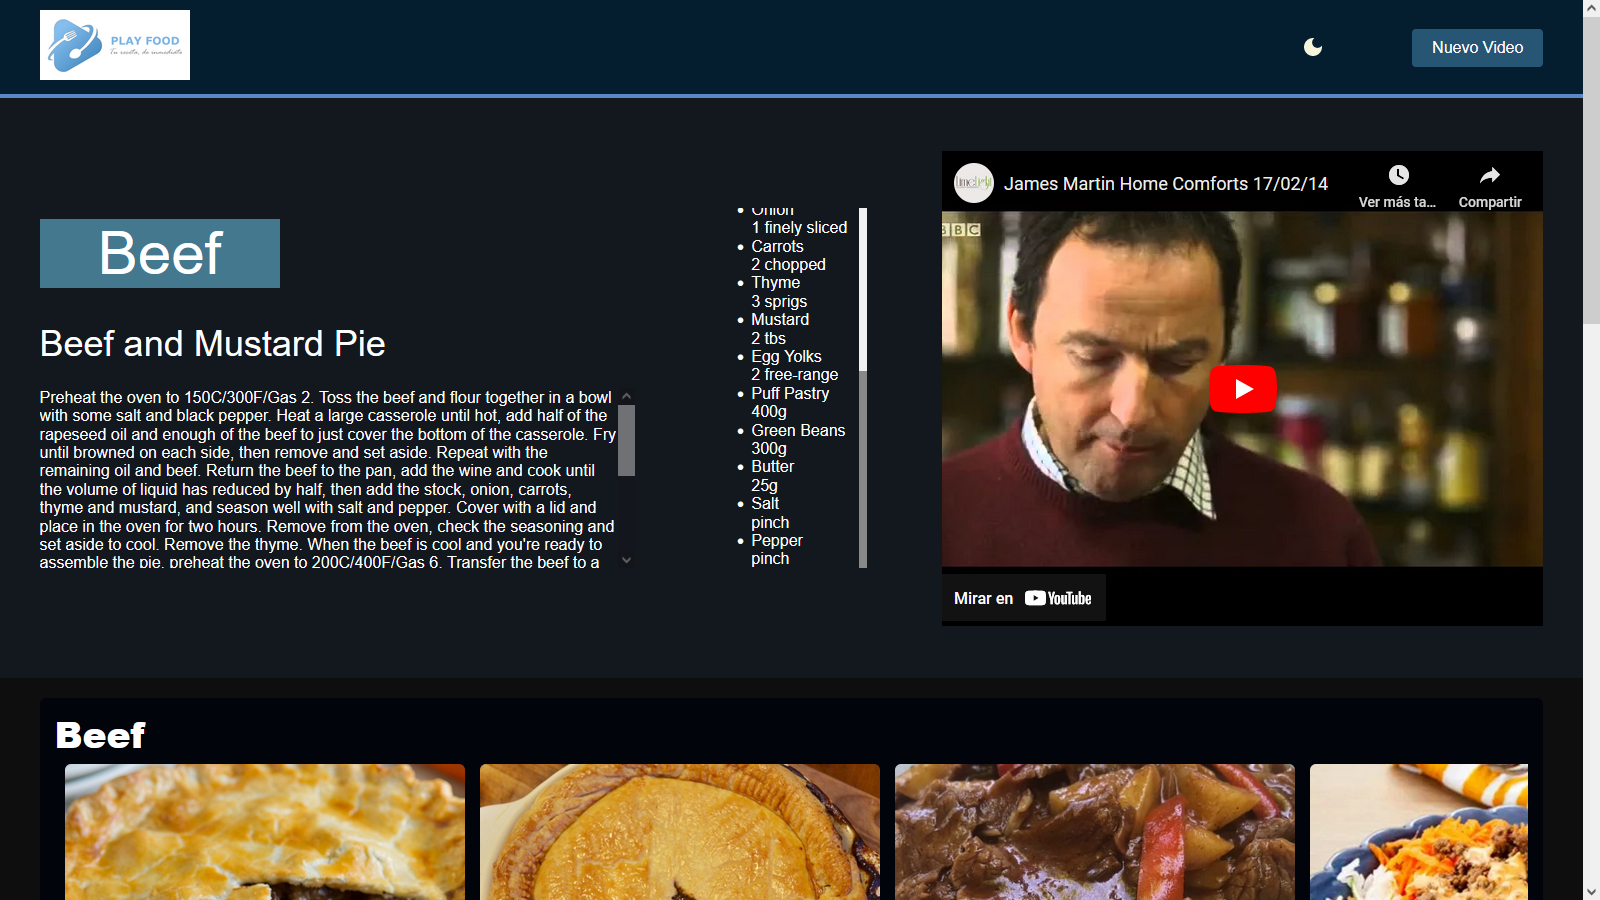 PLAY FOOD
Tu receta, de inmediato
Nuevo Video
Beef
Beef and Mustard Pie
Preheat the oven to 150C/300F/Gas 2. Toss the beef and flour together in a bowl
with some salt and black pepper. Heat a large casserole until hot, add half of the
rapeseed oil and enough of the beef to just cover the bottom of the casserole. Fry
until browned on each side, then remove and set aside. Repeat with the
remaining oil and beef. Return the beef to the pan, add the wine and cook until
the volume of liquid has reduced by half, then add the stock, onion, carrots,
thyme and mustard, and season well with salt and pepper. Cover with a lid and
place in the oven for two hours. Remove from the oven, check the seasoning and
set aside to cool. Remove the thyme. When the beef is cool and you're ready to
assemble the pie, preheat the oven to 200C/400F/Gas 6. Transfer the beef to a
Onion
1 finely sliced
Carrots
2 chopped
Thyme
3 sprigs
Mustard
2 tbs
Egg Yolks
2 free-range
Puff Pastry
400g
Green Beans
300g
Butter
25g
Salt
pinch
Pepper
pinch
James Martin Home Comforts 17/02/14
Ver más ta...
Compartir
BBC
Mirar en YouTube
Beef